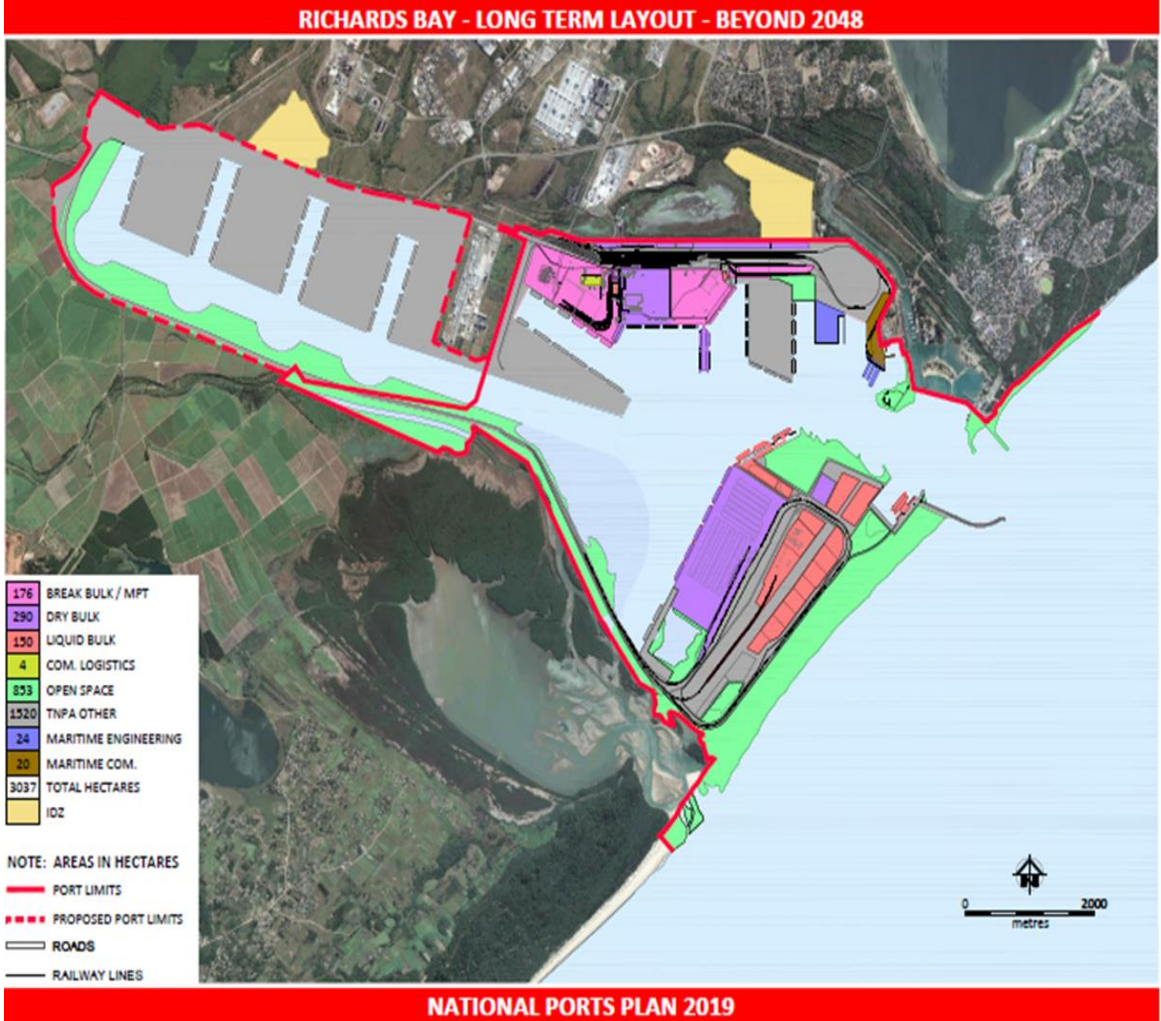 RICHARDS BAY - LONG TERM LAYOUT - BEYOND 2048
176 BREAK BULK / MPT
290 DRY BULK
150 LIQUID BULK
4 COM. LOGISTICS
853 OPEN SPACE
1520 TNPA OTHER
24 MARITIME ENGINEERING
20 MARITIME COM.
3037 TOTAL HECTARES
IDZ
NOTE: AREAS IN HECTARES
PORT LIMITS
PROPOSED PORT LIMITS
ROADS
RAILWAY LINES
N
0 2000
metres
NATIONAL PORTS PLAN 2019